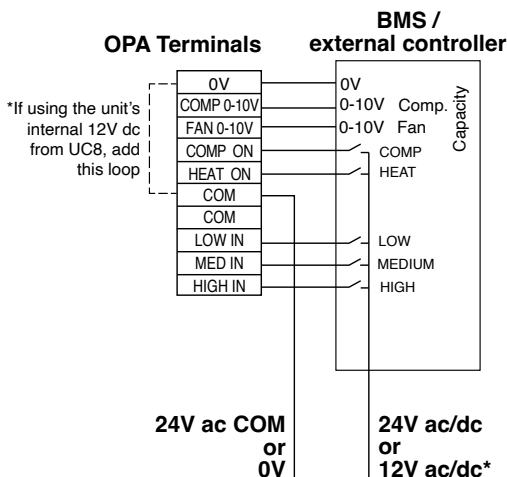 BMS /
external controller
OPA Terminals
*If using the unit's
internal 12V dc
from UC8, add
this loop
0V
COMP 0-10V
FAN 0-10V
COMP ON
HEAT ON
COM
COM
LOW IN
MED IN
HIGH IN
0V
0-10V Comp.
0-10V Fan
Capacity
COMP
HEAT
LOW
MEDIUM
HIGH
24V ac COM
or
0V
24V ac/dc
or
12V ac/dc*